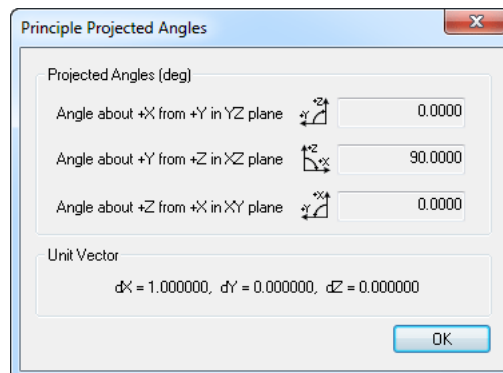 Principle Projected Angles
Projected Angles (deg)
Angle about +X from +Y in YZ plane +Z +Y 0.0000
Angle about +Y from +Z in XZ plane +Z +X 90.0000
Angle about +Z from +X in XY plane +X +Y 0.0000
Unit Vector
dX = 1.000000, dY = 0.000000, dZ = 0.000000
OK